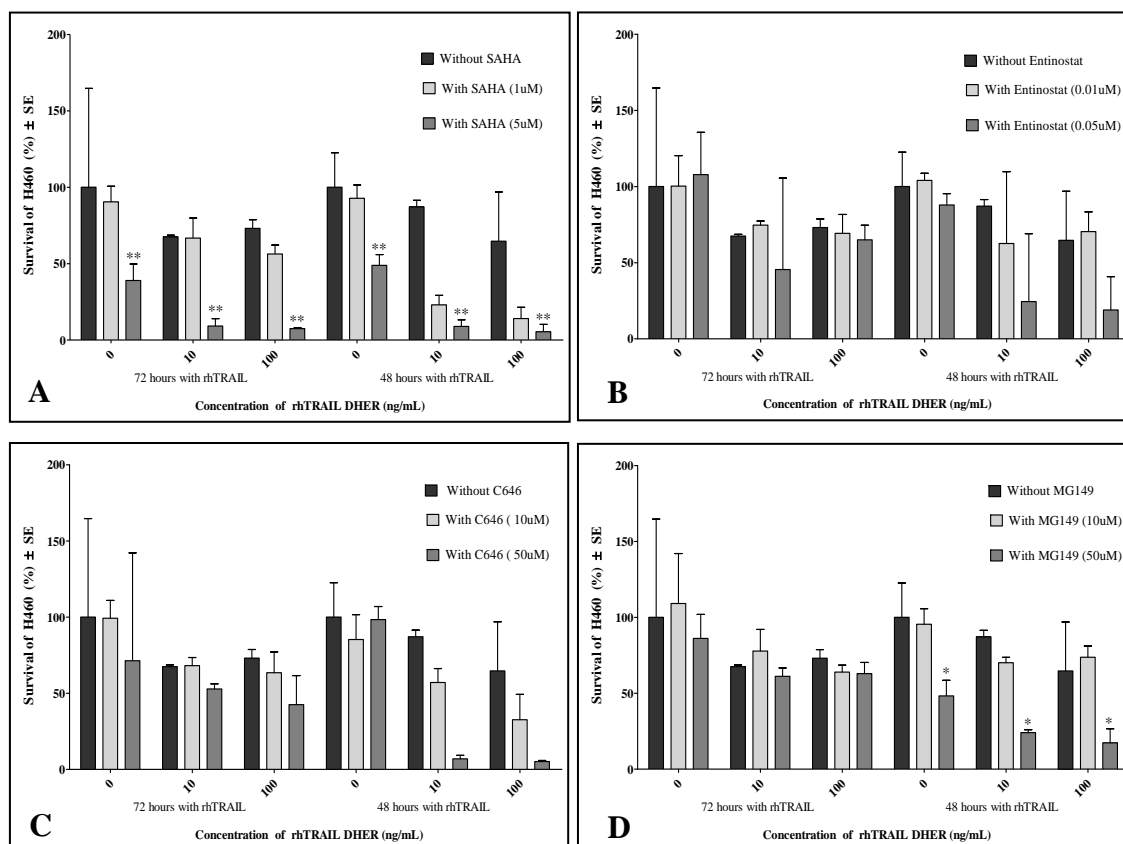 200
150
100
50
0
Survival of H460 (%) ± SE
Without SAHA
With SAHA (1uM)
With SAHA (5uM)
**
**
**
**
**
**
0
10
100
0
10
100
72 hours with rhTRAIL
48 hours with rhTRAIL
Concentration of rhTRAIL DHER (ng/mL)
A
200
150
100
50
0
Survival of H460 (%) ± SE
Without Entinostat
With Entinostat (0.01uM)
With Entinostat (0.05uM)
0
10
100
0
10
100
72 hours with rhTRAIL
48 hours with rhTRAIL
Concentration of rhTRAIL DHER (ng/mL)
B
200
150
100
50
0
Survival of H460 (%) ± SE
Without C646
With C646 ( 10uM)
With C646 ( 50uM)
0
10
100
0
10
100
72 hours with rhTRAIL
48 hours with rhTRAIL
Concentration of rhTRAIL DHER (ng/mL)
C
200
150
100
50
0
Survival of H460 (%) ± SE
Without MG149
With MG149 (10uM)
With MG149 (50uM)
*
*
*
0
10
100
0
10
100
72 hours with rhTRAIL
48 hours with rhTRAIL
Concentration of rhTRAIL DHER (ng/mL)
D